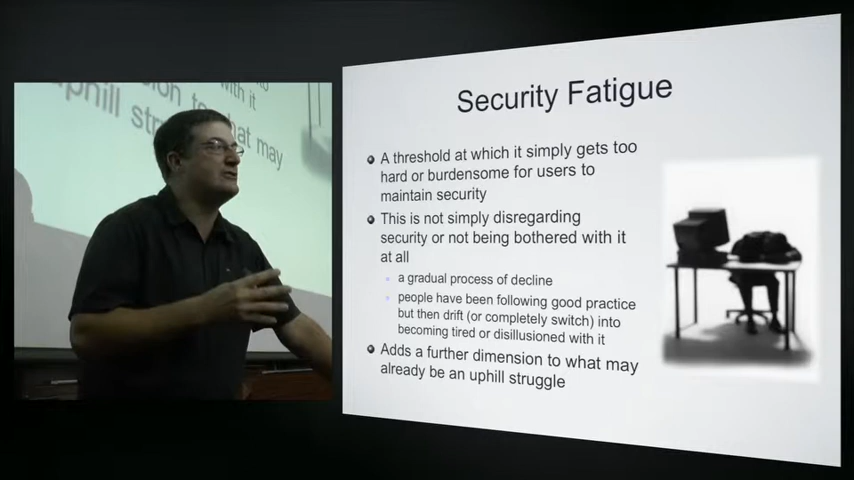 with it
uphill
may
Security Fatigue
A threshold at which it simply gets too
hard or burdensome for users to
maintain security
This is not simply disregarding
security or not being bothered with it
at all
a gradual process of decline
people have been following good practice
but then drift (or completely switch) into
becoming tired or disillusioned with it
Adds a further dimension to what may
already be an uphill struggle